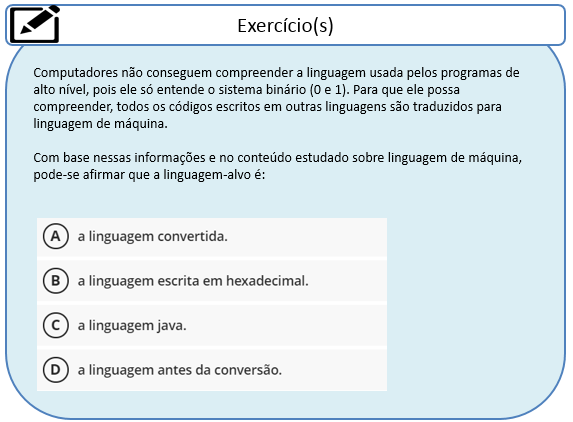 Exercício(s)
Computadores não conseguem compreender a linguagem usada pelos programas de
alto nível, pois ele só entende o sistema binário (0 e 1). Para que ele possa
compreender, todos os códigos escritos em outras linguagens são traduzidos para
linguagem de máquina.
Com base nessas informações e no conteúdo estudado sobre linguagem de máquina,
pode-se afirmar que a linguagem-alvo é:
A a linguagem convertida.
B a linguagem escrita em hexadecimal.
C a linguagem java.
D a linguagem antes da conversão.